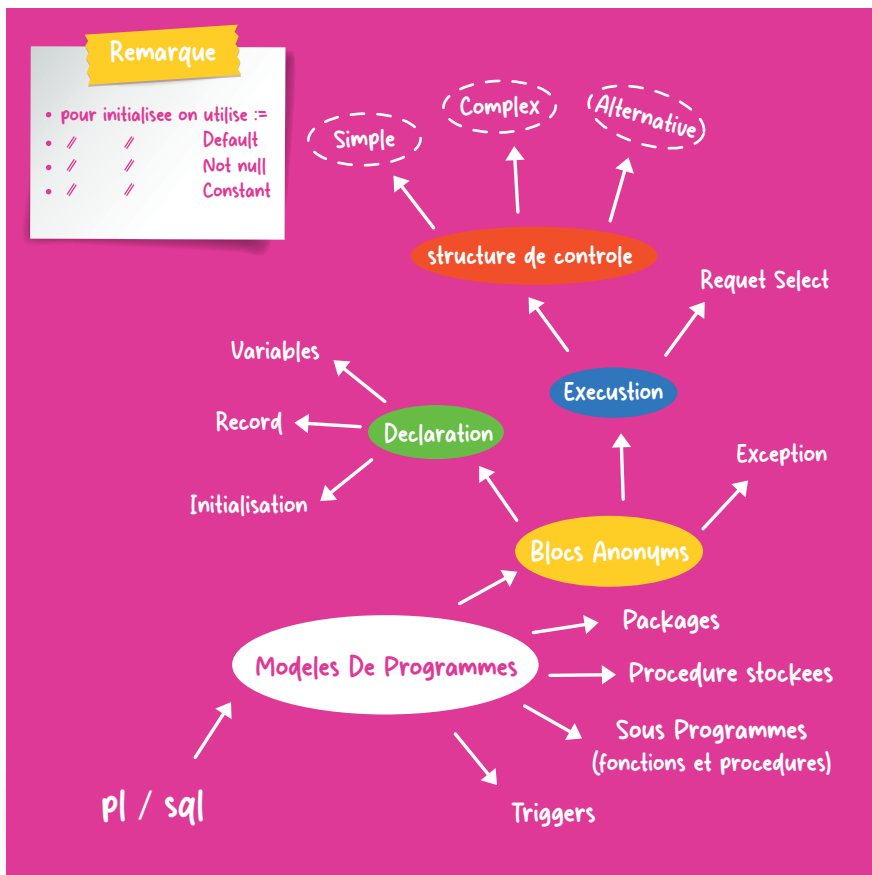 Remarque
• pour initialisee on utilise :=
• // // Default
• // // Not null
• // // Constant
Simple
Complex
Alternative
structure de controle
Requet Select
Execustion
Variables
Record
Declaration
Initialisation
Exception
Blocs Anonyms
Packages
Modeles De Programmes
Procedure stockees
Sous Programmes
(fonctions et procedures)
Triggers
pl / sql